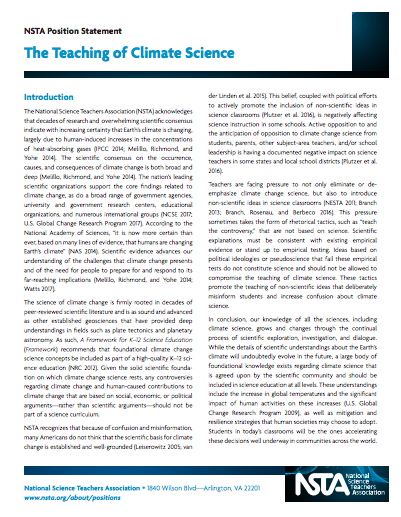 NSTA Position Statement
The Teaching of Climate Science
Introduction
The National Science Teachers Association (NSTA) acknowledges
that decades of research and overwhelming scientific consensus
indicate with increasing certainty that Earth's climate is changing,
largely due to human-induced increases in the concentrations
of heat-absorbing gases (IPCC 2014; Melillo, Richmond, and
Yohe 2014). The scientific consensus on the occurrence,
causes, and consequences of climate change is both broad and
deep (Melillo, Richmond, and Yohe 2014). The nation's leading
scientific organizations support the core findings related to
climate change, as do a broad range of government agencies,
university and government research centers, educational
organizations, and numerous international groups (NCSE 2017;
U.S. Global Change Research Program 2017). According to the
National Academy of Sciences, "it is now more certain than
ever, based on many lines of evidence, that humans are changing
Earth's climate" (NAS 2014). Scientific evidence advances our
understanding of the challenges that climate change presents
and of the need for people to prepare for and respond to its
far-reaching implications (Melillo, Richmond, and Yohe 2014;
Watts 2017).
The science of climate change is firmly rooted in decades of
peer-reviewed scientific literature and is as sound and advanced
as other established geosciences that have provided deep
understandings in fields such as plate tectonics and planetary
astronomy. As such, A Framework for K–12 Science Education
(Framework) recommends that foundational climate change
science concepts be included as part of a high-quality K–12 sci-
ence education (NRC 2012). Given the solid scientific founda-
tion on which climate change science rests, any controversies
regarding climate change and human-caused contributions to
climate change that are based on social, economic, or political
arguments—rather than scientific arguments—should not be
part of a science curriculum.
NSTA recognizes that because of confusion and misinformation,
many Americans do not think that the scientific basis for climate
change is established and well-grounded (Leiserowitz 2005; van
der Linden et al. 2015). This belief, coupled with political efforts
to actively promote the inclusion of non-scientific ideas in
science classrooms (Plutzer et al. 2016), is negatively affecting
science instruction in some schools. Active opposition to and
the anticipation of opposition to climate change science from
students, parents, other subject-area teachers, and/or school
leadership is having a documented negative impact on science
teachers in some states and local school districts (Plutzer et al.
2016).
Teachers are facing pressure to not only eliminate or de-
emphasize climate change science, but also to introduce
non-scientific ideas in science classrooms (NESTA 2011; Branch
2013; Branch, Rosenau, and Berbeco 2016). This pressure
sometimes takes the form of rhetorical tactics, such as "teach
the controversy," that are not based on science. Scientific
explanations must be consistent with existing empirical
evidence or stand up to empirical testing. Ideas based on
political ideologies or pseudoscience that fail these empirical
tests do not constitute science and should not be allowed to
compromise the teaching of climate science. These tactics
promote the teaching of non-scientific ideas that deliberately
misinform students and increase confusion about climate
science.
In conclusion, our knowledge of all the sciences, including
climate science, grows and changes through the continual
process of scientific exploration, investigation, and dialogue.
While the details of scientific understandings about the Earth's
climate will undoubtedly evolve in the future, a large body of
foundational knowledge exists regarding climate science that
is agreed upon by the scientific community and should be
included in science education at all levels. These understandings
include the increase in global temperatures and the significant
impact of human activities on these increases (U.S. Global
Change Research Program 2009), as well as mitigation and
resilience strategies that human societies may choose to adopt.
Students in today's classrooms will be the ones accelerating
these decisions well underway in communities across the world.
National Science Teachers Association • 1840 Wilson Blvd—Arlington, VA 22201
www.nsta.org/about/positions
NSTA
National
Science
Teachers
Association